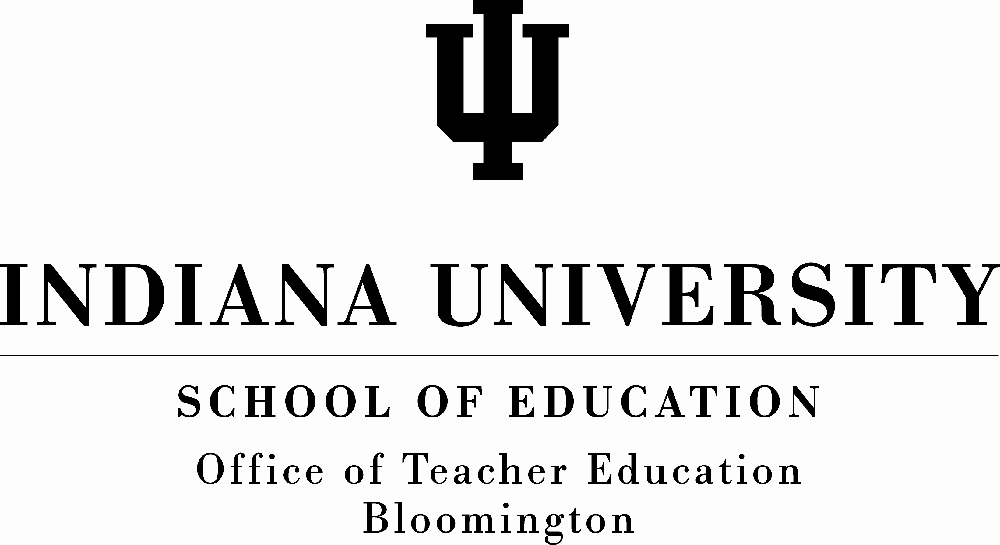 INDIANA UNIVERSITY
SCHOOL OF EDUCATION
Office of Teacher Education
Bloomington